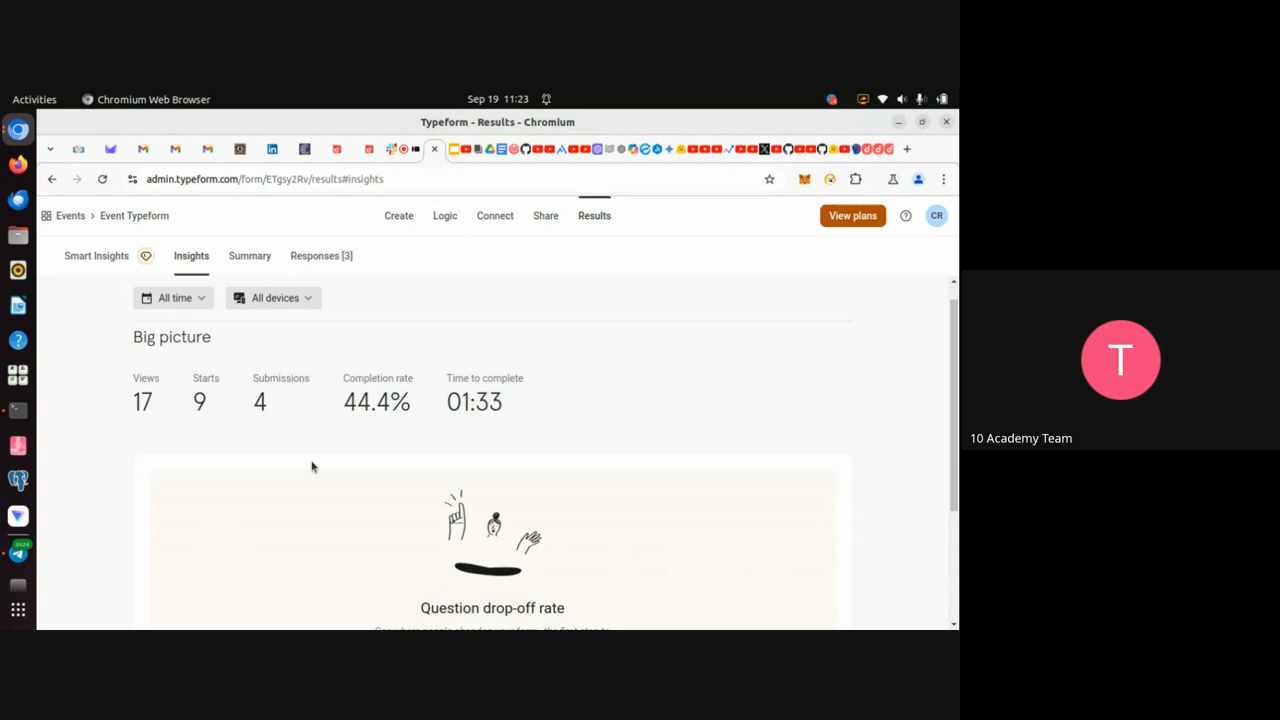 Activities Chromium Web Browser Sep 19 11:23
Typeform - Results - Chromium
admin.typeform.com/form/ETgsy2Rv/results#insights
Events › Event Typeform Create Logic Connect Share Results View plans CR
Smart Insights Insights Summary Responses [3]
All time All devices
Big picture
Views Starts Submissions Completion rate Time to complete
17 9 4 44.4% 01:33
T
10 Academy Team
Question drop-off rate